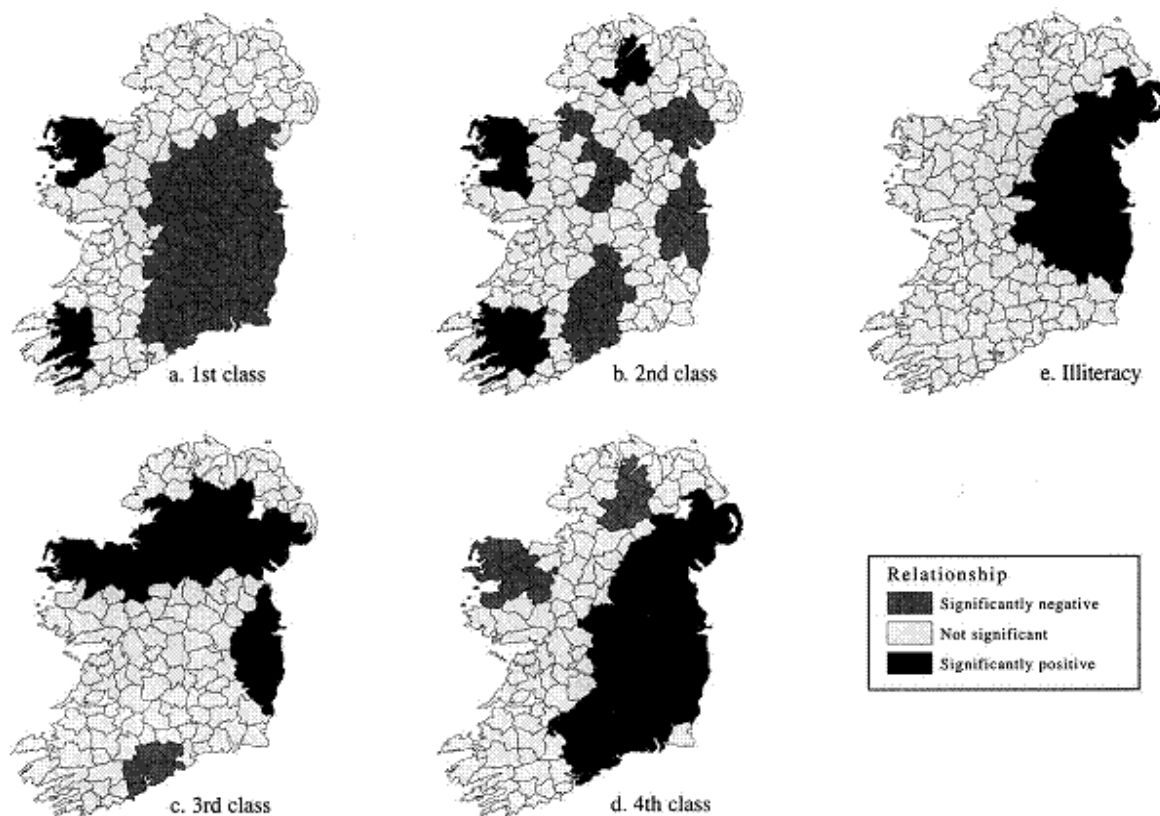 a. 1st class
b. 2nd class
e. Illiteracy
Relationship
Significantly negative
Not significant
Significantly positive
c. 3rd class
d. 4th class